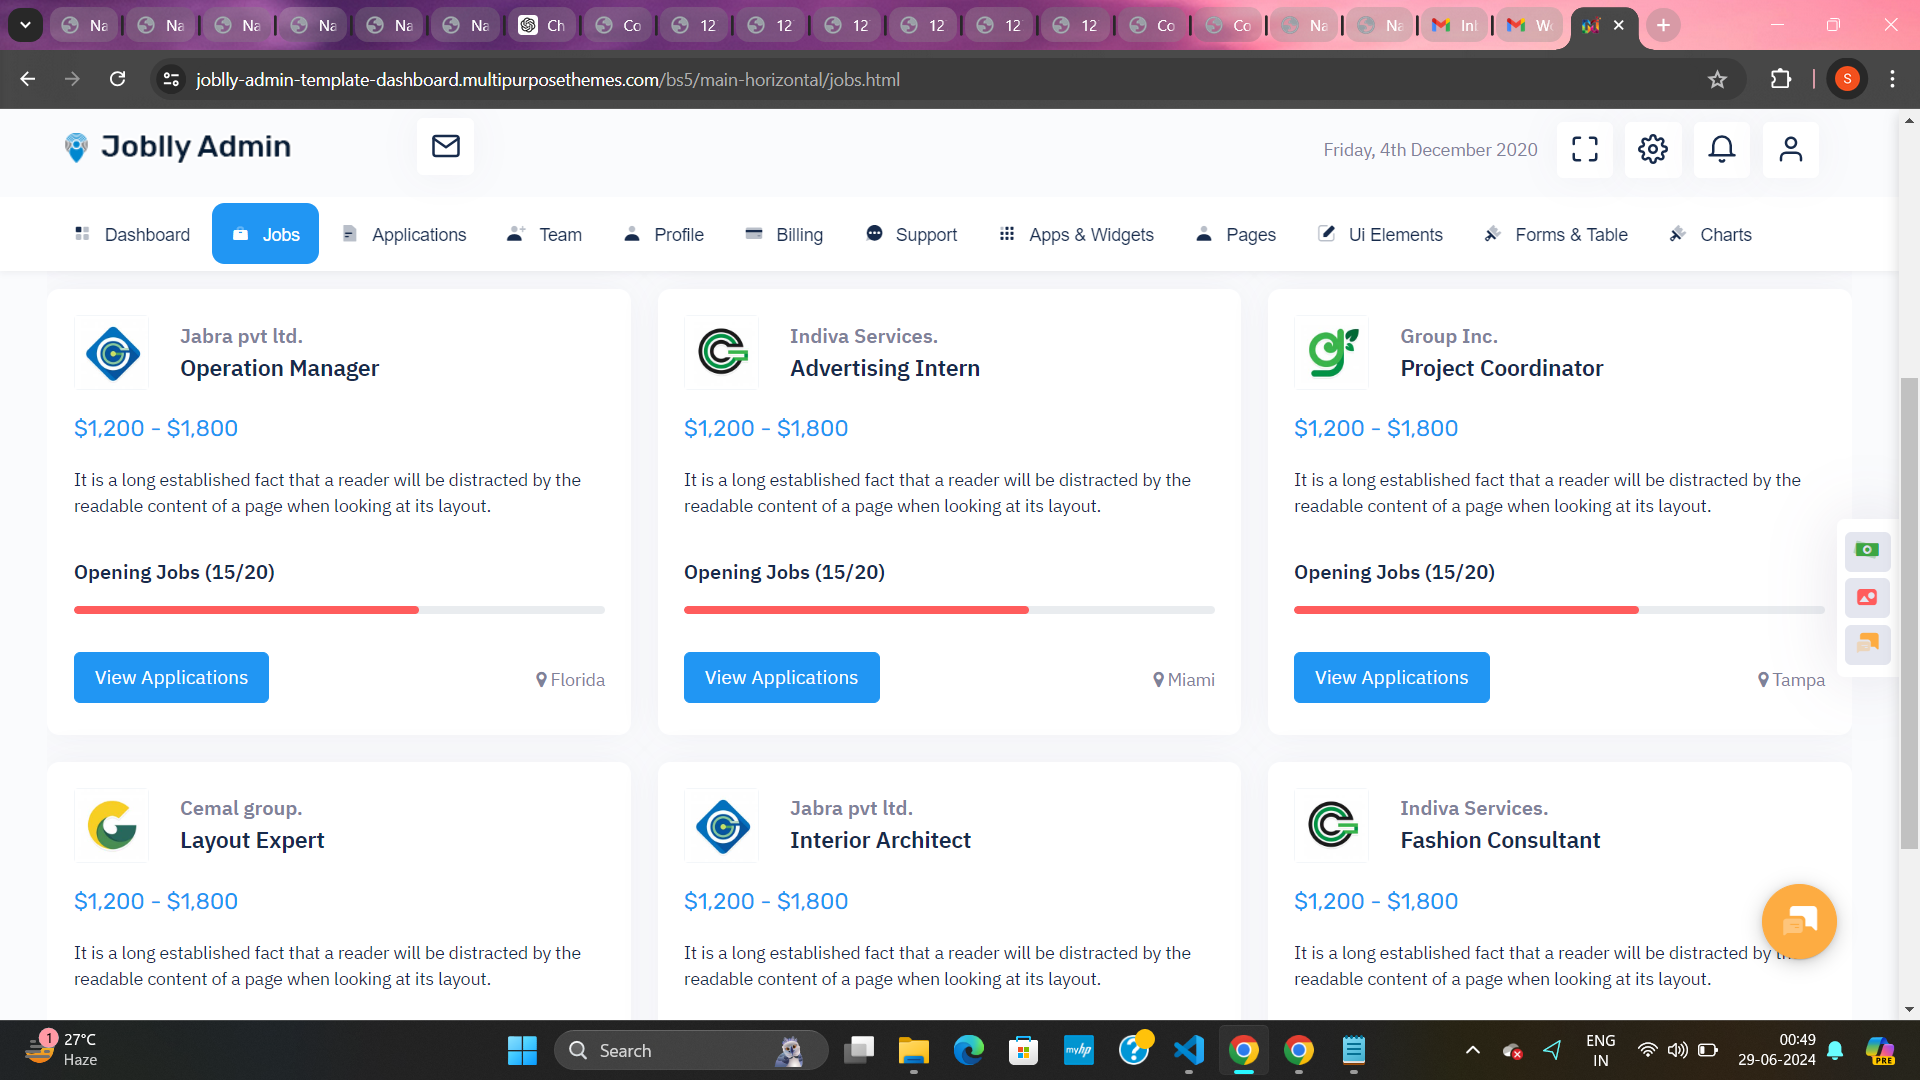 Na
Na
Na
Na
Na
Na
Ch
Co
12
12
12
12
12
12
Co
Co
Na
Na
Inl
We
joblly-admin-template-dashboard.multipurposethemes.com/bs5/main-horizontal/jobs.html
S
Joblly Admin
Friday, 4th December 2020
Dashboard
Jobs
Applications
Team
Profile
Billing
Support
Apps & Widgets
Pages
Ui Elements
Forms & Table
Charts
Jabra pvt ltd.
Operation Manager
$1,200 - $1,800
It is a long established fact that a reader will be distracted by the
readable content of a page when looking at its layout.
Opening Jobs (15/20)
View Applications
Florida
Indiva Services.
Advertising Intern
$1,200 - $1,800
It is a long established fact that a reader will be distracted by the
readable content of a page when looking at its layout.
Opening Jobs (15/20)
View Applications
Miami
Group Inc.
Project Coordinator
$1,200 - $1,800
It is a long established fact that a reader will be distracted by the
readable content of a page when looking at its layout.
Opening Jobs (15/20)
View Applications
Tampa
Cemal group.
Layout Expert
$1,200 - $1,800
It is a long established fact that a reader will be distracted by the
readable content of a page when looking at its layout.
Jabra pvt ltd.
Interior Architect
$1,200 - $1,800
It is a long established fact that a reader will be distracted by the
readable content of a page when looking at its layout.
Indiva Services.
Fashion Consultant
$1,200 - $1,800
It is a long established fact that a reader will be distracted by
readable content of a page when looking at its layout.
1
27°C
Haze
Search
myhp
PRE
ENG
IN
00:49
29-06-2024